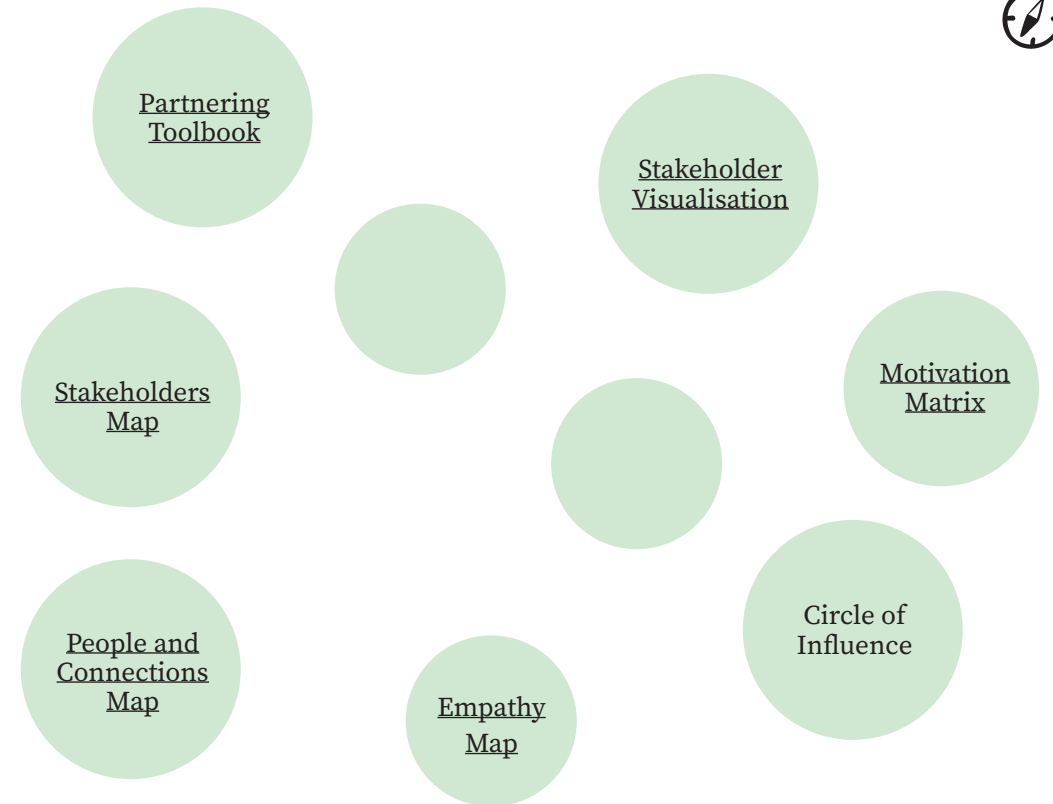 Partnering
Toolbook
Stakeholder
Visualisation
Stakeholders
Map
Motivation
Matrix
People and
Connections
Map
Circle of
Influence
Empathy
Map